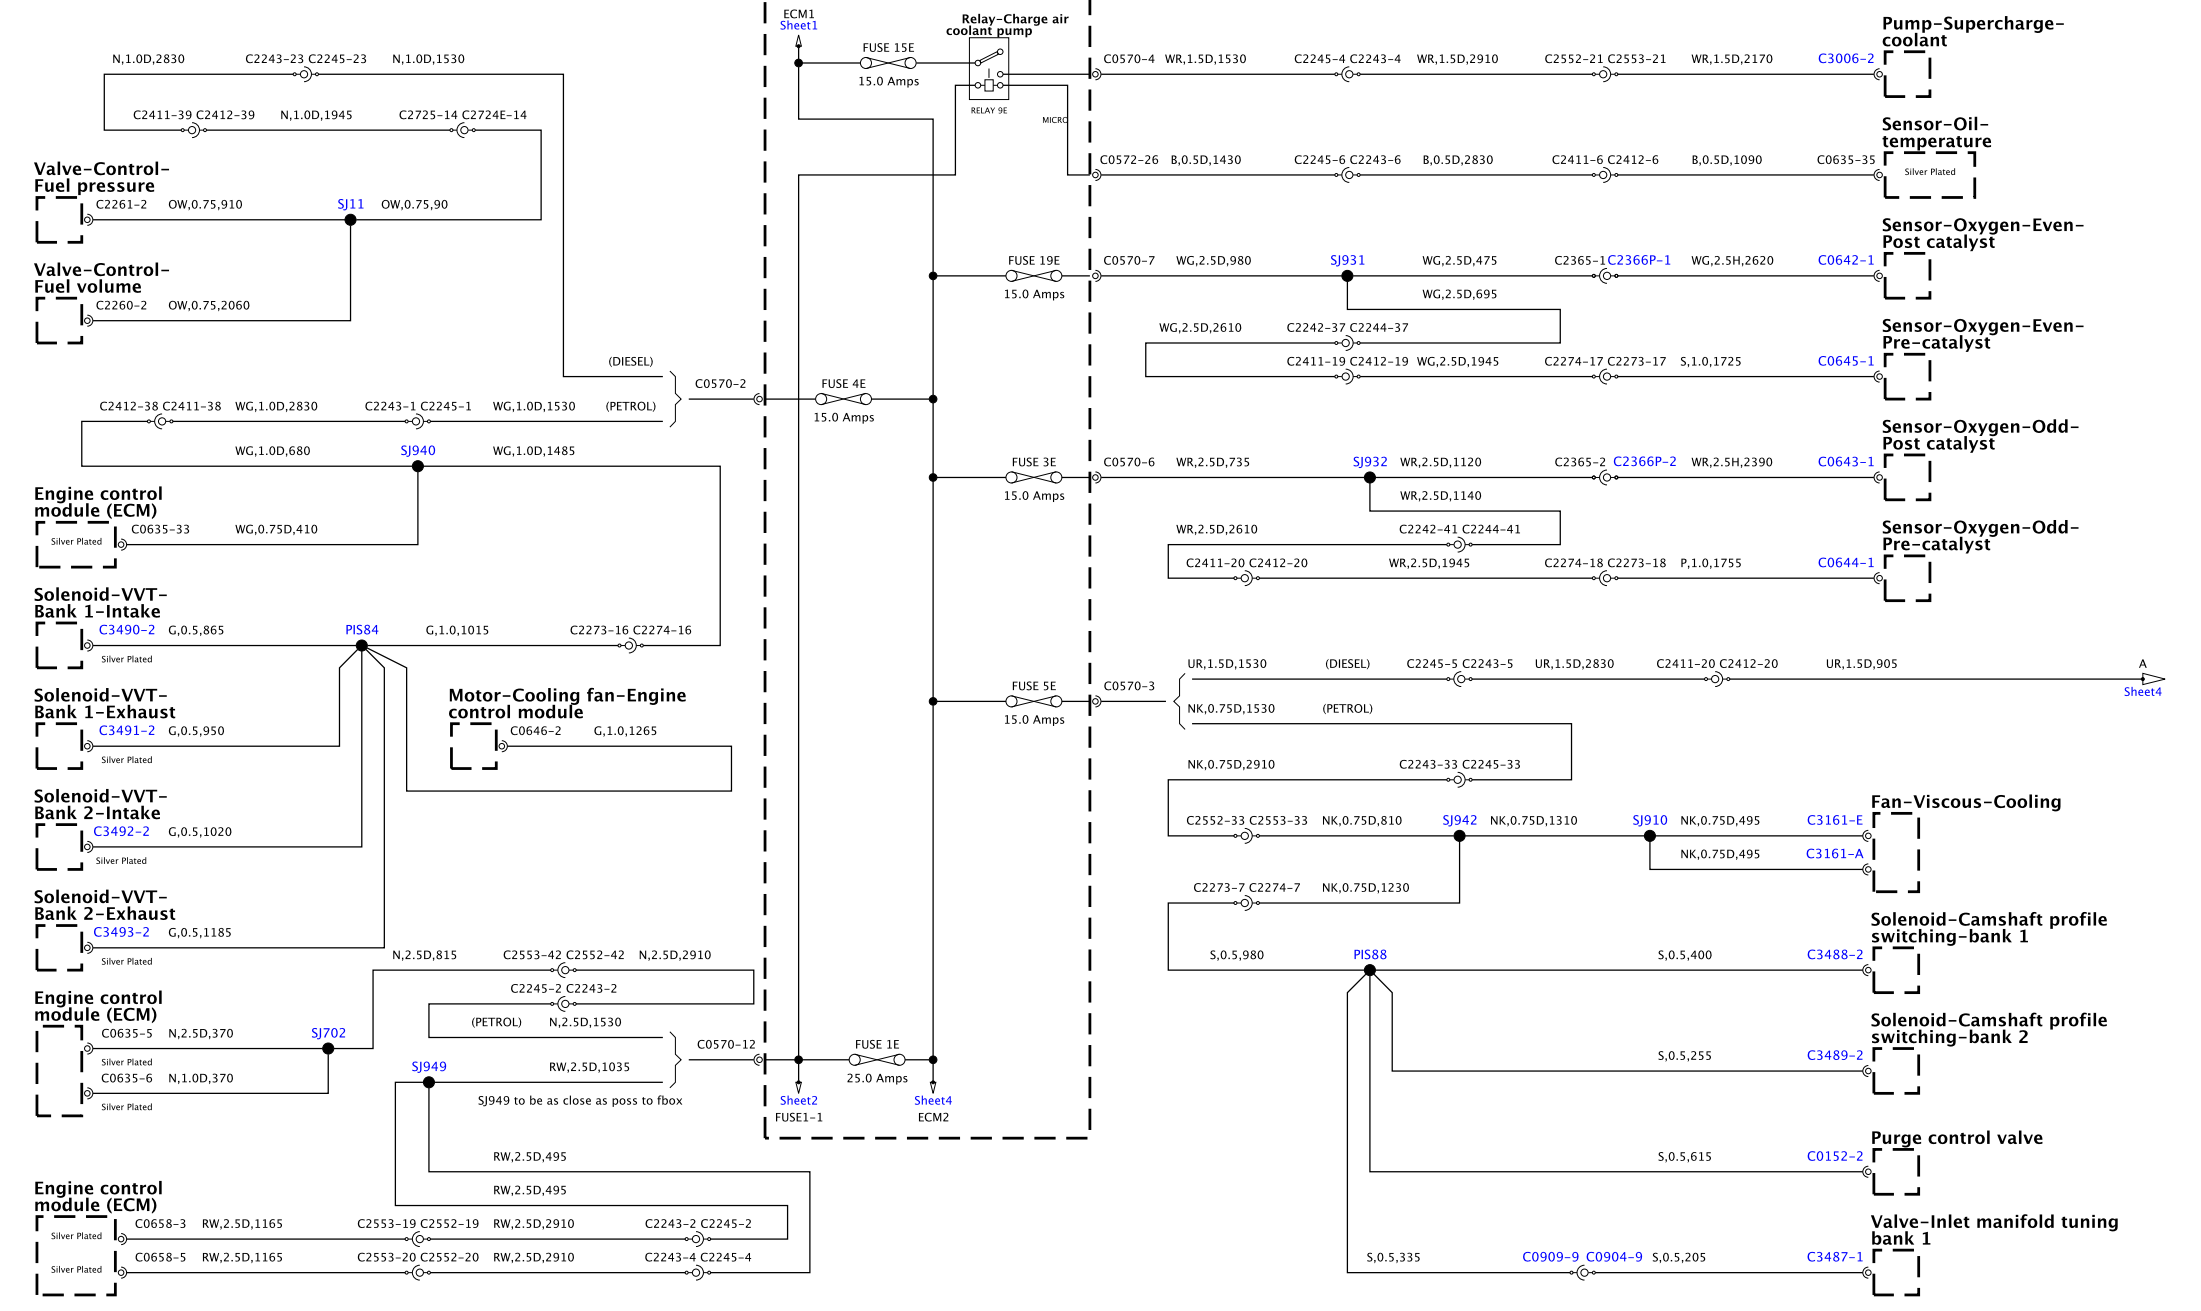 N,1.0D,2830
C2243-23 C2245-23
N,1.0D,1530
C2411-39 C2412-39
N,1.0D,1945
C2725-14 C2724E-14
Valve-Control-
Fuel pressure
C2261-2
OW,0.75,910
SJ11
OW,0.75,90
Valve-Control-
Fuel volume
C2260-2
OW,0.75,2060
(DIESEL)
C0570-2
C2412-38 C2411-38
WG,1.0D,2830
C2243-1 C2245-1
WG,1.0D,1530
(PETROL)
WG,1.0D,680
SJ940
WG,1.0D,1485
Engine control
module (ECM)
Silver Plated
C0635-33
WG,0.75D,410
Solenoid-VVT-
Bank 1-Intake
C3490-2
G,0.5,865
Silver Plated
PIS84
G,1.0,1015
C2273-16 C2274-16
Solenoid-VVT-
Bank 1-Exhaust
C3491-2
G,0.5,950
Silver Plated
Motor-Cooling fan-Engine
control module
C0646-2
G,1.0,1265
Solenoid-VVT-
Bank 2-Intake
C3492-2
G,0.5,1020
Silver Plated
Solenoid-VVT-
Bank 2-Exhaust
C3493-2
G,0.5,1185
Silver Plated
N,2.5D,815
C2553-42 C2552-42
N,2.5D,2910
C2245-2 C2243-2
(PETROL)
N,2.5D,1530
Engine control
module (ECM)
C0635-5
N,2.5D,370
SJ702
Silver Plated
C0635-6
N,1.0D,370
Silver Plated
C0570-12
SJ949
RW,2.5D,1035
SJ949 to be as close as poss to fbox
RW,2.5D,495
RW,2.5D,495
Engine control
module (ECM)
Silver Plated
C0658-3
RW,2.5D,1165
C2553-19 C2552-19
RW,2.5D,2910
C2243-2 C2245-2
Silver Plated
C0658-5
RW,2.5D,1165
C2553-20 C2552-20
RW,2.5D,2910
C2243-4 C2245-4
ECM1
Sheet1
FUSE 15E
15.0 Amps
Relay-Charge air
coolant pump
RELAY 9E
MICRO
FUSE 19E
15.0 Amps
FUSE 4E
15.0 Amps
FUSE 3E
15.0 Amps
FUSE 5E
15.0 Amps
FUSE 1E
25.0 Amps
Sheet2
FUSE1-1
Sheet4
ECM2
Pump-Supercharge-
coolant
C0570-4
WR,1.5D,1530
C2245-4 C2243-4
WR,1.5D,2910
C2552-21 C2553-21
WR,1.5D,2170
C3006-2
Sensor-Oil-
temperature
C0572-26
B,0.5D,1430
C2245-6 C2243-6
B,0.5D,2830
C2411-6 C2412-6
B,0.5D,1090
C0635-35
Silver Plated
Sensor-Oxygen-Even-
Post catalyst
C0570-7
WG,2.5D,980
SJ931
WG,2.5D,475
C2365-1 C2366P-1
WG,2.5H,2620
C0642-1
WG,2.5D,695
Sensor-Oxygen-Even-
Pre-catalyst
WG,2.5D,2610
C2242-37 C2244-37
C2411-19 C2412-19
WG,2.5D,1945
C2274-17 C2273-17
S,1.0,1725
C0645-1
Sensor-Oxygen-Odd-
Post catalyst
C0570-6
WR,2.5D,735
SJ932
WR,2.5D,1120
C2365-2 C2366P-2
WR,2.5H,2390
C0643-1
WR,2.5D,1140
Sensor-Oxygen-Odd-
Pre-catalyst
WR,2.5D,2610
C2242-41 C2244-41
C2411-20 C2412-20
WR,2.5D,1945
C2274-18 C2273-18
P,1.0,1755
C0644-1
C0570-3
UR,1.5D,1530
(DIESEL)
C2245-5 C2243-5
UR,1.5D,2830
C2411-20 C2412-20
UR,1.5D,905
A
Sheet4
NK,0.75D,1530
(PETROL)
NK,0.75D,2910
C2243-33 C2245-33
Fan-Viscous-Cooling
C2552-33 C2553-33
NK,0.75D,810
SJ942
NK,0.75D,1310
SJ910
NK,0.75D,495
C3161-E
NK,0.75D,495
C3161-A
C2273-7 C2274-7
NK,0.75D,1230
Solenoid-Camshaft profile
switching-bank 1
S,0.5,980
PIS88
S,0.5,400
C3488-2
Solenoid-Camshaft profile
switching-bank 2
S,0.5,255
C3489-2
Purge control valve
S,0.5,615
C0152-2
Valve-Inlet manifold tuning
bank 1
S,0.5,335
C0909-9 C0904-9
S,0.5,205
C3487-1